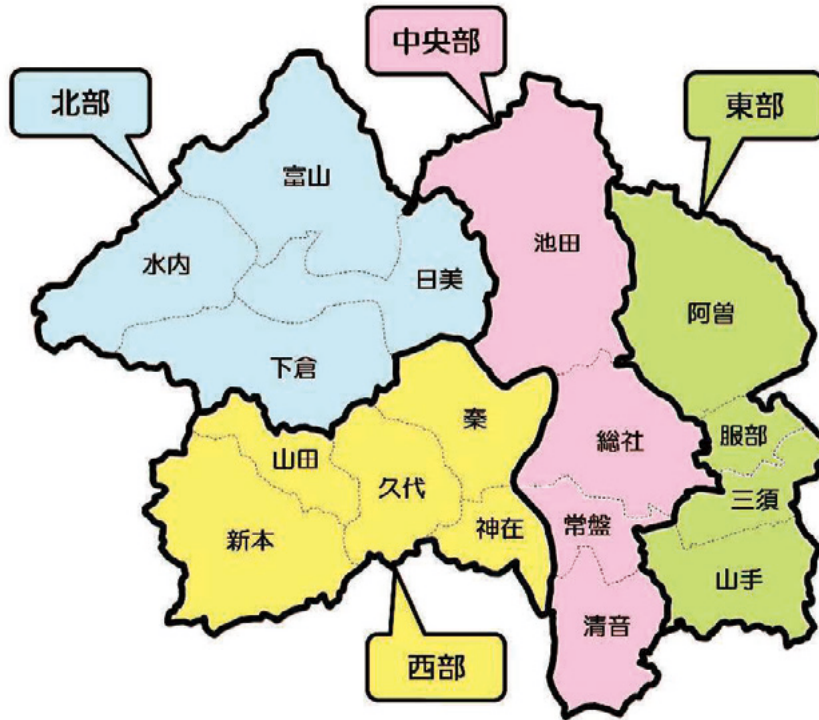 中央部
北部
東部
富山
池田
水内
日美
阿曽
下倉
秦
服部
総社
山田
久代
三須
新本
神在
常盤
山手
清音
西部